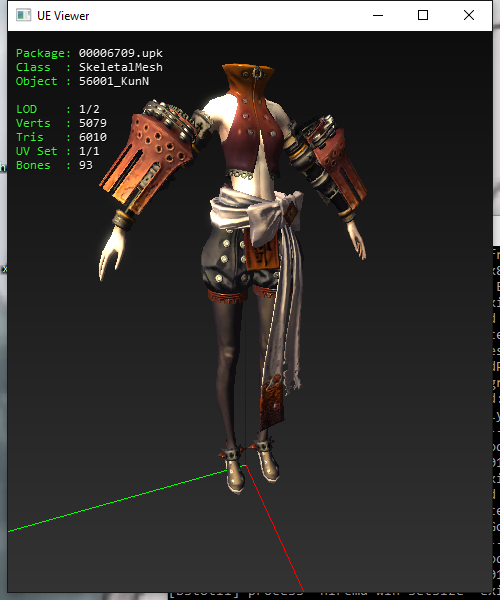 UE Viewer
Package: 00006709.upk
Class  : SkeletalMesh
Object : 56001_KunN
LOD    : 1/2
Verts  : 5079
Tris   : 6010
UV Set : 1/1
Bones  : 93